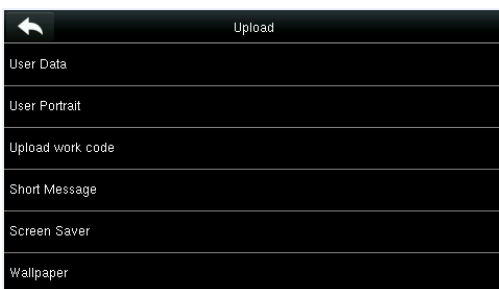 Upload
User Data
User Portrait
Upload work code
Short Message
Screen Saver
Wallpaper